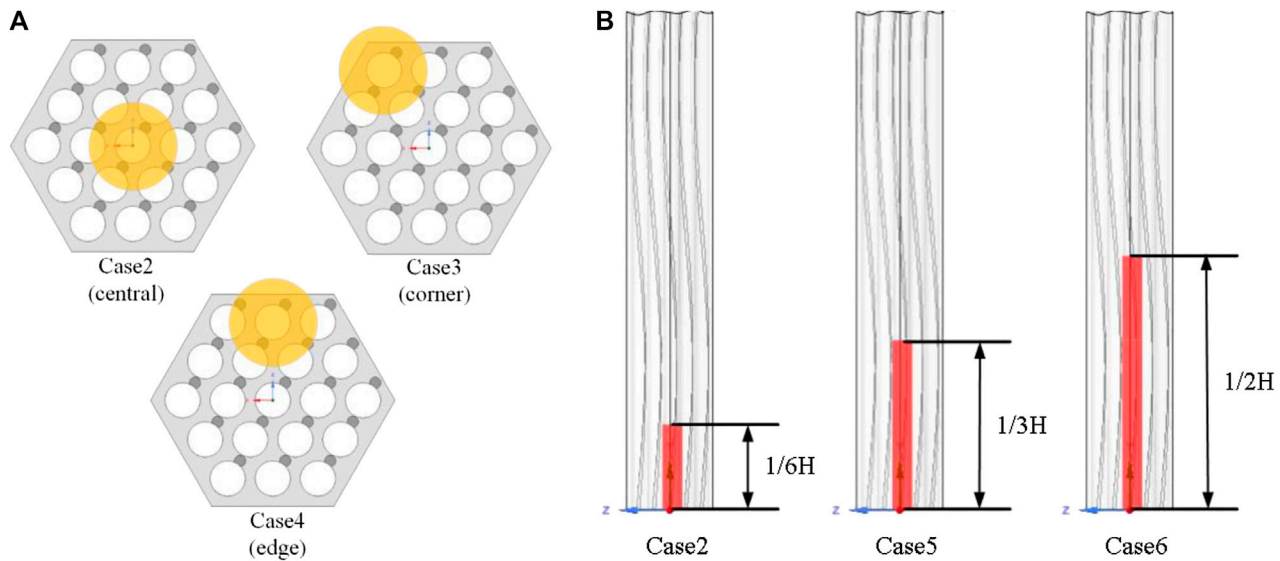 A
Case2
(central)
Case3
(corner)
Case4
(edge)
B
1/6H
1/3H
1/2H
Z
Z
Z
Case2
Case5
Case6